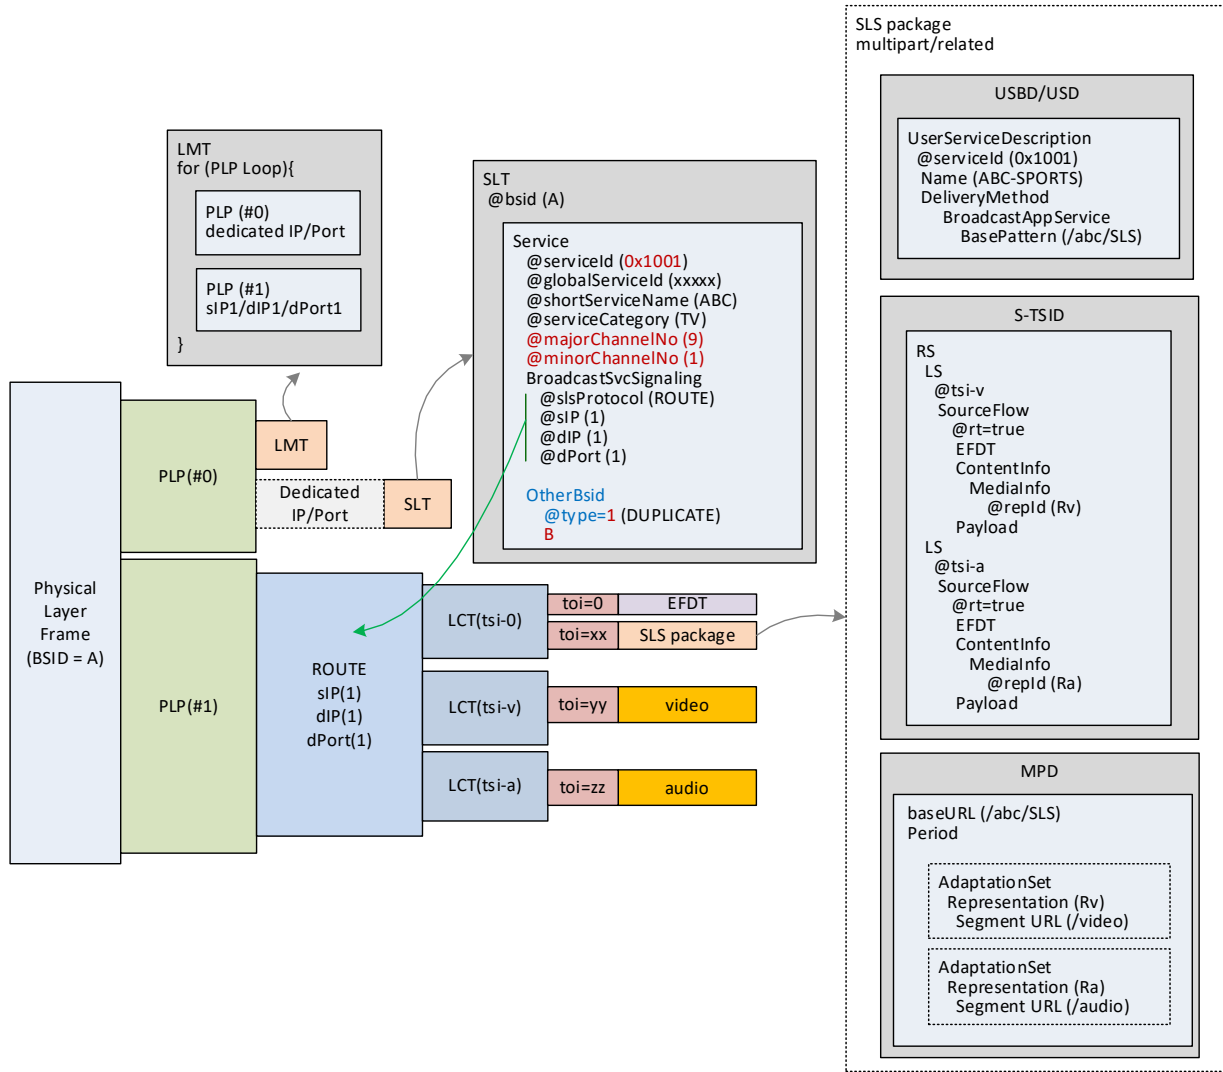 SLS package
multipart/related
USBD/USD
UserServiceDescription
@serviceId (0x1001)
Name (ABC-SPORTS)
DeliveryMethod
BroadcastAppService
BasePattern (/abc/SLS)
LMT
for (PLP Loop){
PLP (#0)
dedicated IP/Port
PLP (#1)
sIP1/dIP1/dPort1
}
SLT
@bsid (A)
Service
@serviceId (0x1001)
@globalServiceId (xxxxx)
@shortServiceName (ABC)
@serviceCategory (TV)
@majorChannelNo (9)
@minorChannelNo (1)
BroadcastSvcSignaling
@slsProtocol (ROUTE)
@sIP (1)
@dIP (1)
@dPort (1)
OtherBsid
@type=1 (DUPLICATE)
B
S-TSID
RS
LS
@tsi-v
SourceFlow
@rt=true
EFDT
ContentInfo
MediaInfo
@repId (Rv)
Payload
LS
@tsi-a
SourceFlow
@rt=true
EFDT
ContentInfo
MediaInfo
@repId (Ra)
Payload
Physical
Layer
Frame
(BSID = A)
PLP(#0)
LMT
Dedicated
IP/Port
SLT
PLP(#1)
ROUTE
sIP(1)
dIP(1)
dPort(1)
LCT(tsi-0)
toi=0
EFDT
toi=xx
SLS package
LCT(tsi-v)
toi=yy
video
LCT(tsi-a)
toi=zz
audio
MPD
baseURL (/abc/SLS)
Period
AdaptationSet
Representation (Rv)
Segment URL (/video)
AdaptationSet
Representation (Ra)
Segment URL (/audio)